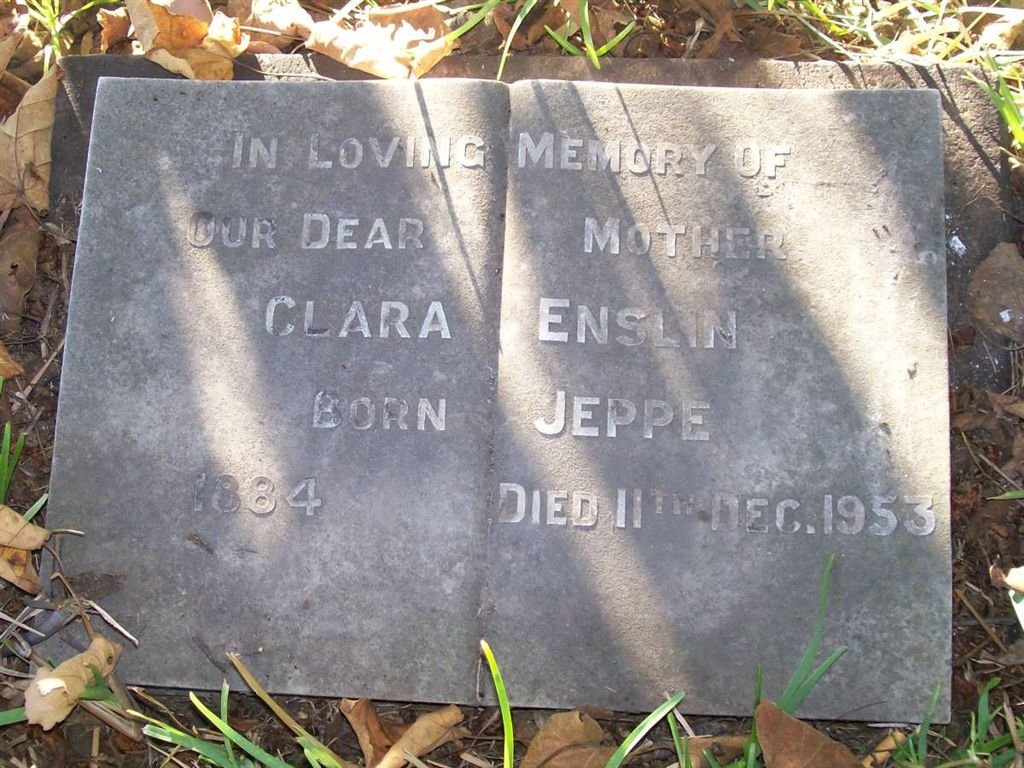 IN LOVING MEMORY OF
OUR DEAR MOTHER
CLARA ENSLIN
BORN JEPPE
1884 DIED 11TH DEC. 1953